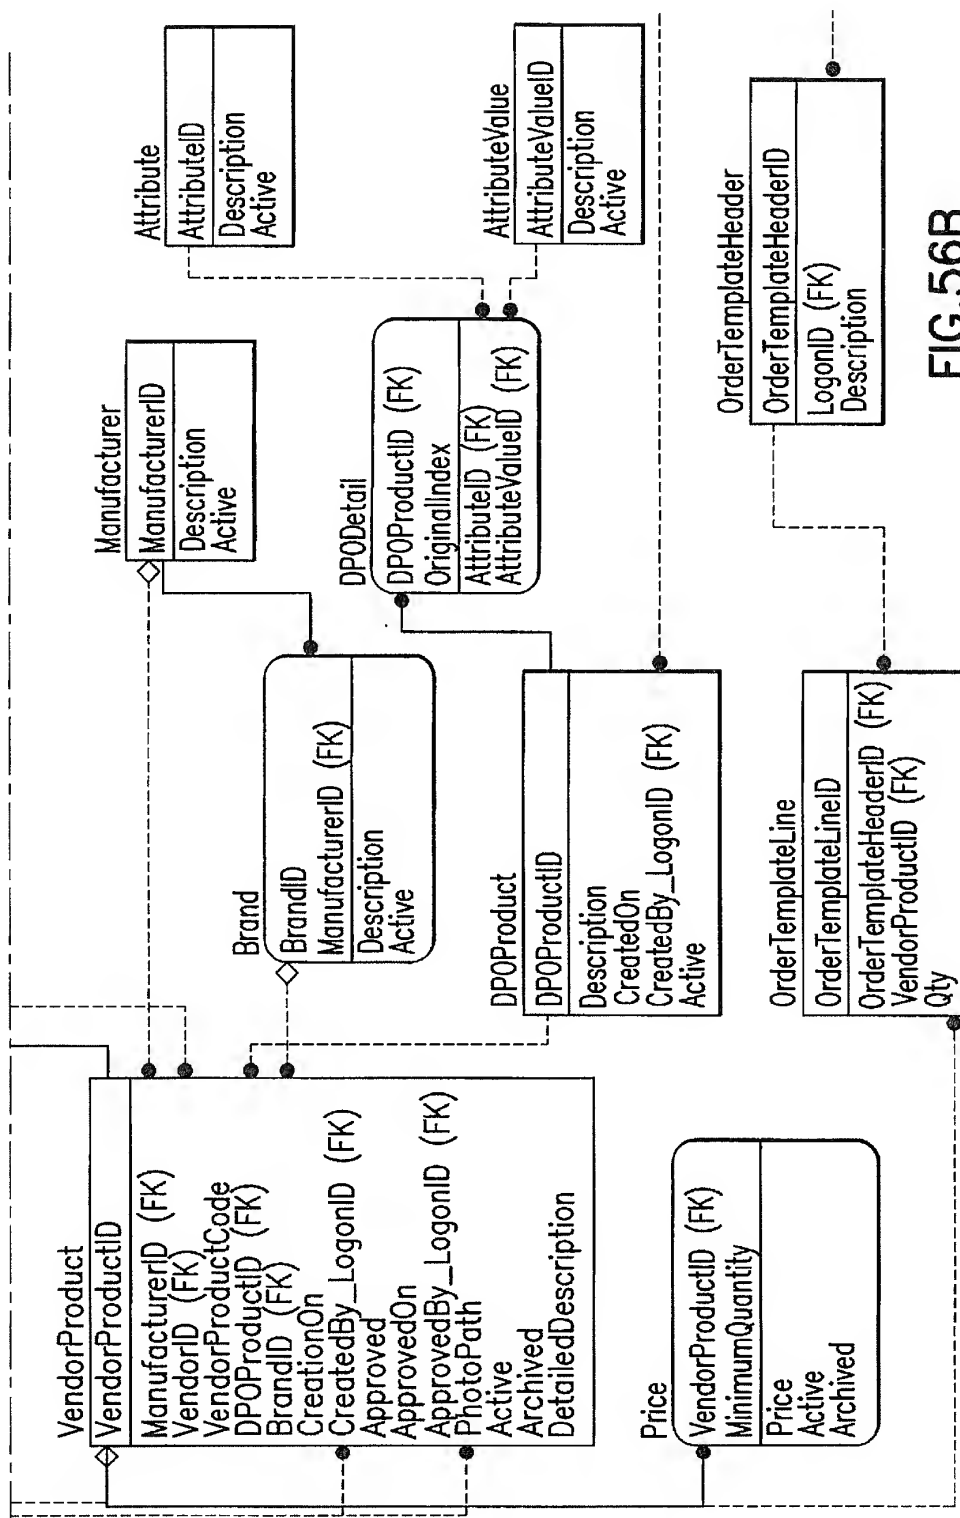 VendorProduct
VendorProductID
ManufacturerID (FK)
VendorID (FK)
VendorProductCode
DPOProductID (FK)
BrandID (FK)
CreationOn
CreatedBy_LogonID (FK)
Approved
ApprovedOn
ApprovedBy_LogonID (FK)
PhotoPath
Active
Archived
DetailedDescription
Price
VendorProductID (FK)
MinimumQuantity
Price
Active
Archived
Manufacturer
ManufacturerID
Description
Active
Brand
BrandID
ManufacturerID (FK)
Description
Active
DPOProduct
DPOProductID
Description
CreatedOn
CreatedBy_LogonID (FK)
Active
OrderTemplateLine
OrderTemplateLineID
OrderTemplateHeaderID (FK)
VendorProductID (FK)
Qty
Attribute
AttributeID
Description
Active
DPODetail
DPOProductID (FK)
OriginalIndex
AttributeID (FK)
AttributeValueID (FK)
AttributeValue
AttributeValueID
Description
Active
OrderTemplateHeader
OrderTemplateHeaderID
LogonID (FK)
Description
FIG.56B